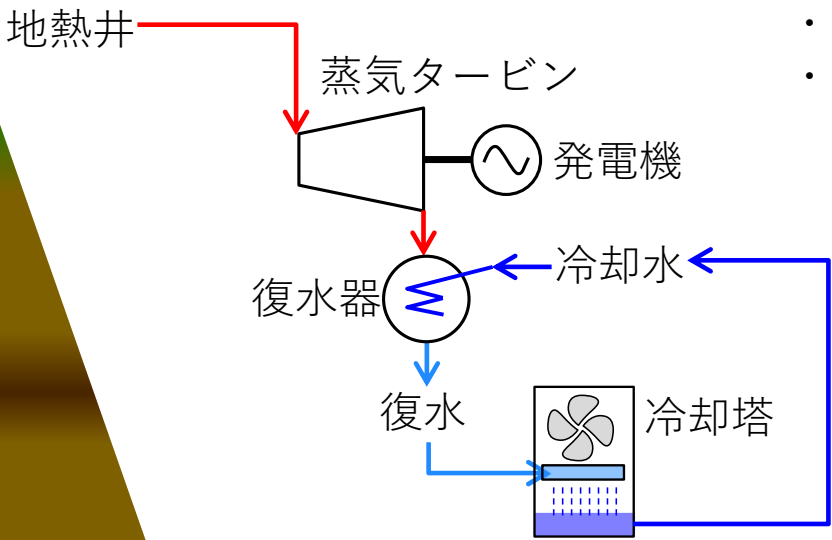 地熱井
・
蒸気タービン
・
発電機
冷却水
復水器
復水
冷却塔